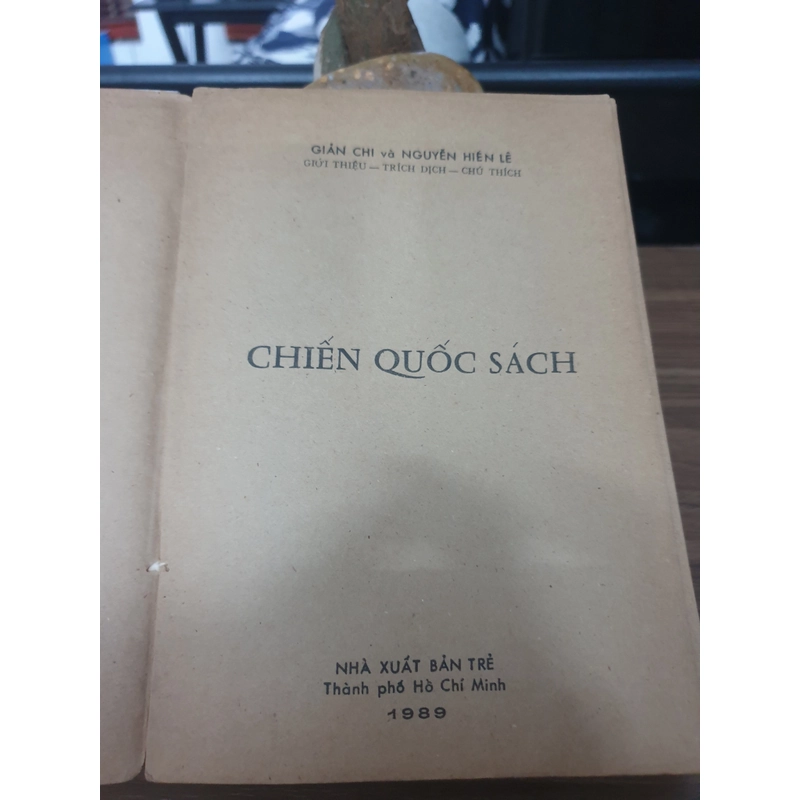 GIẢN CHI và NGUYỄN HIẾN LÊ
GIỚI THIỆU — TRÍCH DỊCH — CHÚ THÍCH
CHIẾN QUỐC SÁCH
NHÀ XUẤT BẢN TRẺ
Thành phố Hồ Chí Minh
1989